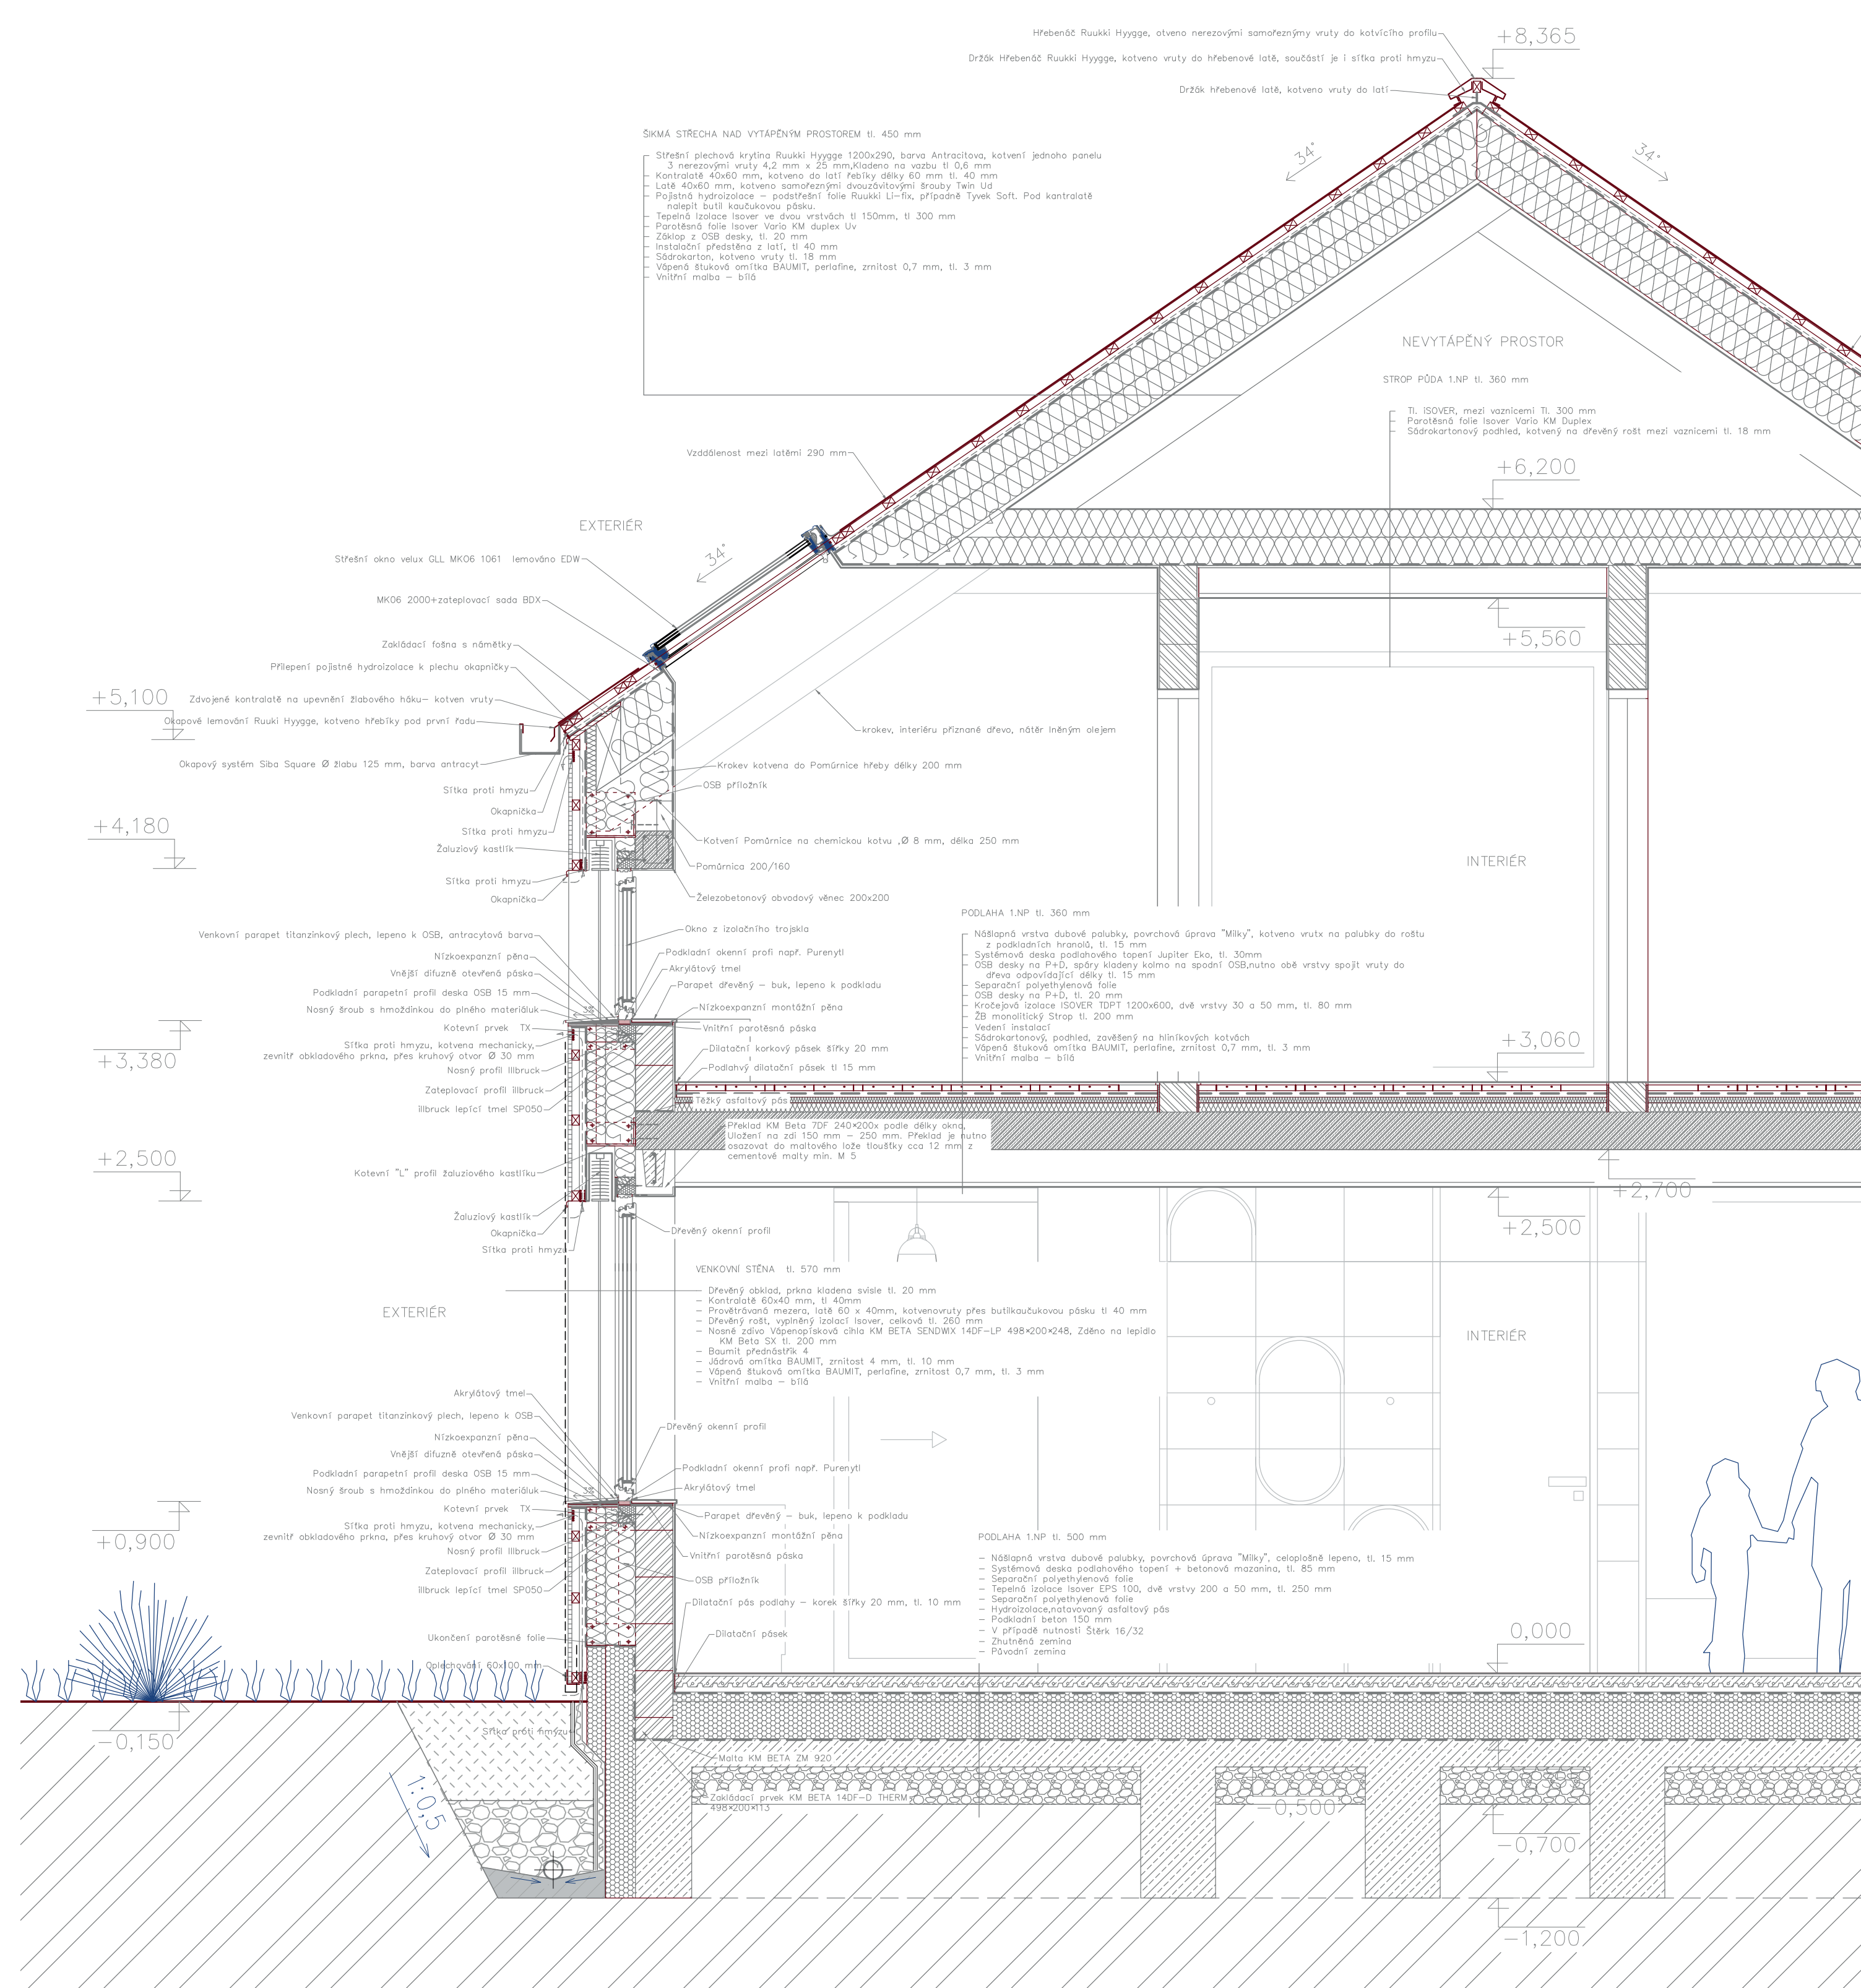 Hřebenáč Ruukki Hyygge, otveno nerezovými samořeznýmy vruty do kotvícího profilu
+8,365
Držák Hřebenáč Ruukki Hyygge, kotveno vruty do hřebenové latě, součástí je i síťka proti hmyzu
Držák hřebenové latě, kotveno vruty do latí
34°
34°
ŠIKMÁ STŘECHA NAD VYTÁPĚNÝM PROSTOREM tl. 450 mm
Střešní plechová krytina Ruukki Hyygge 1200x290, barva Antracitova, kotvení jednoho panelu
3 nerezovými vruty 4,2 mm x 25 mm,Kladeno na vazbu tl 0,6 mm
Kontralatě 40x60 mm, kotveno do latí řebíky délky 60 mm tl. 40 mm
Latě 40x60 mm, kotveno samořeznými dvouzávitovými šrouby Twin Ud
Pojistná hydroizolace – podstřešní folie Ruukki Li-fix, případně Tyvek Soft. Pod kantralatě
nalepit butil kaučukovou pásku.
Tepelná Izolace Isover ve dvou vrstvách tl 150mm, tl 300 mm
Parotěsná folie Isover Vario KM duplex Uv
Záklop z OSB desky, tl. 20 mm
Instalační předstěna z latí, tl 40 mm
Sádrokarton, kotveno vruty tl. 18 mm
Vápená štuková omítka BAUMIT, perlafine, zrnitost 0,7 mm, tl. 3 mm
Vnitřní malba – bílá
NEVYTÁPĚNÝ PROSTOR
STROP PŮDA 1.NP tl. 360 mm
TI. ISOVER, mezi vaznicemi Tl. 300 mm
Parotěsná folie Isover Vario KM Duplex
Sádrokartonový podhled, kotvený na dřevěný rošt mezi vaznicemi tl. 18 mm
Vzddálenost mezi latěmi 290 mm
+6,200
EXTERIÉR
34°
Střešní okno velux GLL MK06 1061 lemováno EDW
MK06 2000+zateplovací sada BDX
Zakládací fošna s námětky
+5,560
Přilepení pojistné hydroizolace k plechu okapničky
+5,100
Zdvojené kontralatě na upevnění žlabového háku– kotven vruty
Okapové lemování Ruuki Hyygge, kotveno hřebíky pod první řadu
krokev, interiéru přiznané dřevo, nátěr lněným olejem
Okapový systém Siba Square Ø žlabu 125 mm, barva antracyt
Krokev kotvena do Pomůrnice hřeby délky 200 mm
OSB příložník
Síťka proti hmyzu
Okapnička
+4,180
Síťka proti hmyzu
Kotvení Pomůrnice na chemickou kotvu ,Ø 8 mm, délka 250 mm
Žaluziový kastlík
INTERIÉR
Pomůrnica 200/160
Síťka proti hmyzu
Okapnička
Železobetonový obvodový věnec 200x200
PODLAHA 1.NP tl. 360 mm
Okno z izolačního trojskla
Venkovní parapet titanzinkový plech, lepeno k OSB, antracytová barva
Nášlapná vrstva dubové palubky, povrchová úprava "Milky", kotveno vrutx na palubky do roštu
z podkladních hranolů, tl. 15 mm
Systémová deska podlahového topení Jupiter Eko, tl. 30mm
OSB desky na P+D, spáry kladeny kolmo na spodní OSB,nutno obě vrstvy spojit vruty do
dřeva odpovídající délky tl. 15 mm
Separační polyethylenová folie
OSB desky na P+D, tl. 20 mm
Kročejová izolace ISOVER TDPT 1200x600, dvě vrstvy 30 a 50 mm, tl. 80 mm
ŽB monolitický Strop tl. 200 mm
Vedení instalací
Sádrokartonový, podhled, zavěšený na hliníkových kotvách
Vápená štuková omítka BAUMIT, perlafine, zrnitost 0,7 mm, tl. 3 mm
Vnitřní malba – bílá
Nízkoexpanzní pěna
Podkladní okenní profi např. Purenytl
Vnější difuzně otevřená páska
Akrylátový tmel
Podkladní parapetní profil deska OSB 15 mm
Parapet dřevěný – buk, lepeno k podkladu
Nosný šroub s hmoždinkou do plného materiáluk
3%
Nízkoexpanzní montážní pěna
Kotevní prvek TX
Vnitřní parotěsná páska
+3,380
+3,060
Síťka proti hmyzu, kotvena mechanicky,
zevnitř obkladového prkna, přes kruhový otvor Ø 30 mm
Dilatační korkový pásek šířky 20 mm
Nosný profil Illbruck
Podlahvý dilatační pásek tl 15 mm
Zateplovací profil illbruck
Těžký asfaltový pás
illbruck lepící tmel SP050
Překlad KM Beta 7DF 240×200x podle délky okna,
Uložení na zdi 150 mm – 250 mm. Překlad je nutno
osazovat do maltového lože tloušťky cca 12 mm z
cementové malty min. M 5
+2,500
Kotevní "L" profil žaluziového kastlíku
+2,700
+2,500
Žaluziový kastlík
Okapnička
Dřevěný okenní profil
Síťka proti hmyzu
VENKOVNÍ STĚNA tl. 570 mm
Dřevěný obklad, prkna kladena svisle tl. 20 mm
– Kontralatě 60x40 mm, tl 40mm
– Provětrávaná mezera, latě 60 x 40mm, kotvenovruty přes butilkaučukovou pásku tl 40 mm
– Dřevěný rošt, vyplněný izolací Isover, celková tl. 260 mm
– Nosné zdivo Vápenopísková cihla KM BETA SENDWIX 14DF-LP 498×200×248, Zděno na lepidlo
KM Beta SX tl. 200 mm
– Baumit přednástřik 4
– Jádrová omítka BAUMIT, zrnitost 4 mm, tl. 10 mm
– Vápená štuková omítka BAUMIT, perlafine, zrnitost 0,7 mm, tl. 3 mm
– Vnitřní malba – bílá
EXTERIÉR
INTERIÉR
Akrylátový tmel
Venkovní parapet titanzinkový plech, lepeno k OSB
Dřevěný okenní profil
Nízkoexpanzní pěna
Vnější difuzně otevřená páska
Podkladní okenní profi např. Purenytl
Podkladní parapetní profil deska OSB 15 mm
Nosný šroub s hmoždinkou do plného materiáluk
3%
Akrylátový tmel
Kotevní prvek TX
Parapet dřevěný – buk, lepeno k podkladu
+0,900
Síťka proti hmyzu, kotvena mechanicky,
zevnitř obkladového prkna, přes kruhový otvor Ø 30 mm
Nízkoexpanzní montážní pěna
Nosný profil Illbruck
Vnitřní parotěsná páska
Zateplovací profil illbruck
OSB příložník
illbruck lepící tmel SP050
Dilatační pás podlahy – korek šířky 20 mm, tl. 10 mm
PODLAHA 1.NP tl. 500 mm
– Nášlapná vrstva dubové palubky, povrchová úprava "Milky", celoplošně lepeno, tl. 15 mm
– Systémová deska podlahového topení + betonová mazanina, tl. 85 mm
– Separační polyethylenová folie
– Tepelná izolace Isover EPS 100, dvě vrstvy 200 a 50 mm, tl. 250 mm
– Separační polyethylenová folie
– Hydroizolace,natavovaný asfaltový pás
– Podkladní beton 150 mm
– V případě nutnosti Štěrk 16/32
– Zhutněná zemina
– Původní zemina
Dilatační pásek
0,000
Ukončení parotěsné folie
Oplechování 60x100 mm
-0,150
Síťka proti hmyzu
Malta KM BETA ZM 920
Zakládací prvek KM BETA 14DF-D THERM
498×200×113
1:0,5
-0,500
-0,700
-1,200